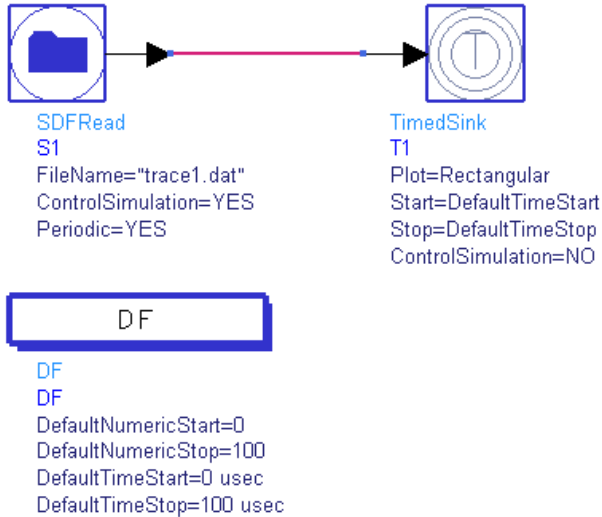 T
SDFRead
S1
FileName="trace1.dat"
ControlSimulation=YES
Periodic=YES
TimedSink
T1
Plot=Rectangular
Start=DefaultTimeStart
Stop=DefaultTimeStop
ControlSimulation=NO
DF
DF
DF
DefaultNumericStart=0
DefaultNumericStop=100
DefaultTimeStart=0 usec
DefaultTimeStop=100 usec